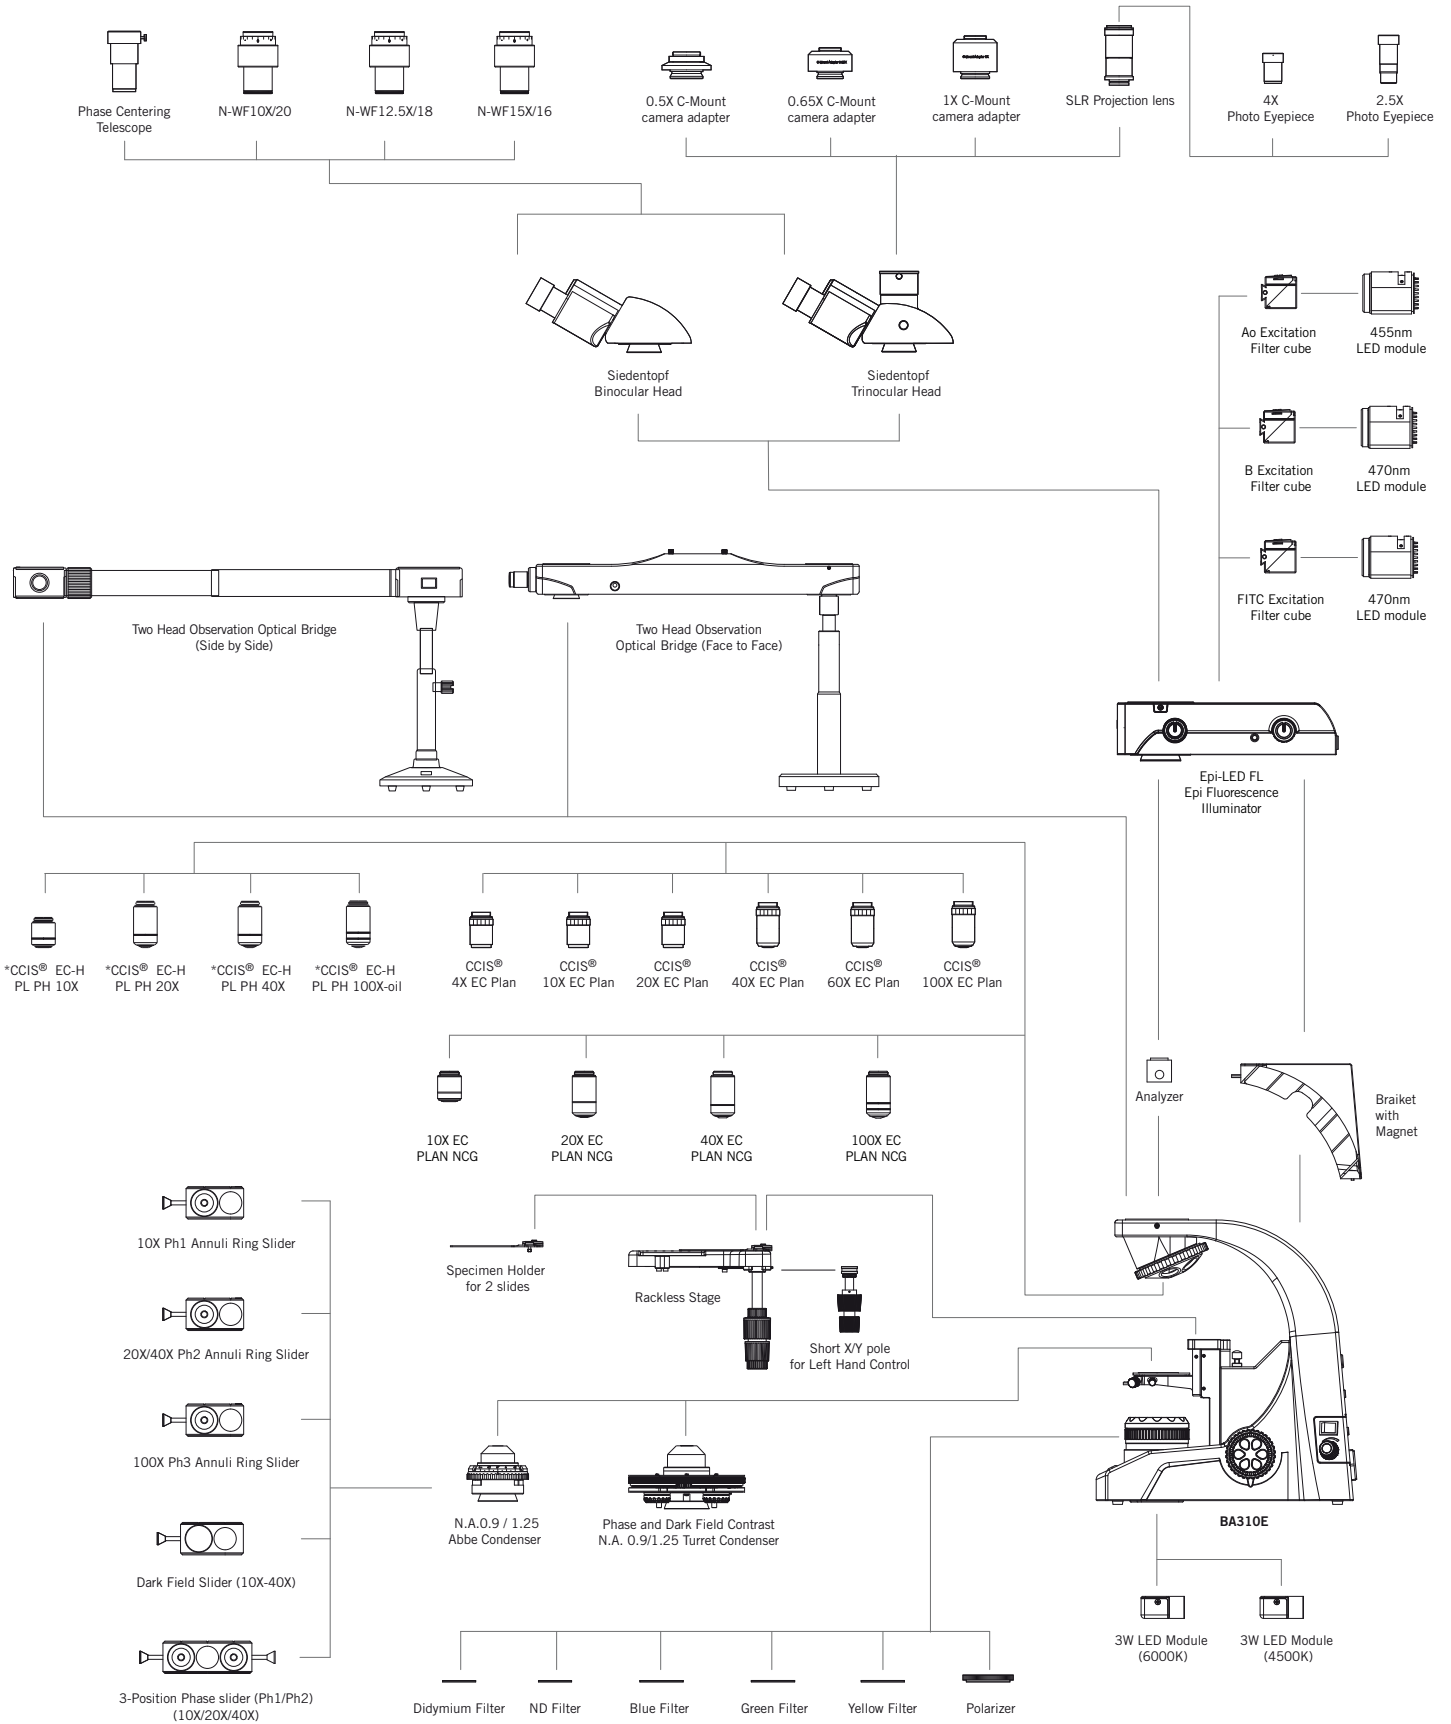 Phase Centering
Telescope
N-WF10X/20
N-WF12.5X/18
N-WF15X/16
0.5X C-Mount
camera adapter
0.65X C-Mount
camera adapter
1X C-Mount
camera adapter
SLR Projection lens
4X
Photo Eyepiece
2.5X
Photo Eyepiece
Siedentopf
Binocular Head
Siedentopf
Trinocular Head
Ao Excitation
Filter cube
455nm
LED module
B Excitation
Filter cube
470nm
LED module
FITC Excitation
Filter cube
470nm
LED module
Two Head Observation Optical Bridge
(Side by Side)
Two Head Observation
Optical Bridge (Face to Face)
Epi-LED FL
Epi Fluorescence
Illuminator
*CCIS® EC-H
PL PH 10X
*CCIS® EC-H
PL PH 20X
*CCIS® EC-H
PL PH 40X
*CCIS® EC-H
PL PH 100X-oil
CCIS®
4X EC Plan
CCIS®
10X EC Plan
CCIS®
20X EC Plan
CCIS®
40X EC Plan
CCIS®
60X EC Plan
CCIS®
100X EC Plan
Analyzer
Braiket
with
Magnet
10X EC
PLAN NCG
20X EC
PLAN NCG
40X EC
PLAN NCG
100X EC
PLAN NCG
10X Ph1 Annuli Ring Slider
Specimen Holder
for 2 slides
Rackless Stage
Short X/Y pole
for Left Hand Control
20X/40X Ph2 Annuli Ring Slider
100X Ph3 Annuli Ring Slider
N.A.0.9 / 1.25
Abbe Condenser
Phase and Dark Field Contrast
N.A. 0.9/1.25 Turret Condenser
BA310E
Dark Field Slider (10X-40X)
3W LED Module
(6000K)
3W LED Module
(4500K)
3-Position Phase slider (Ph1/Ph2)
(10X/20X/40X)
Didymium Filter
ND Filter
Blue Filter
Green Filter
Yellow Filter
Polarizer